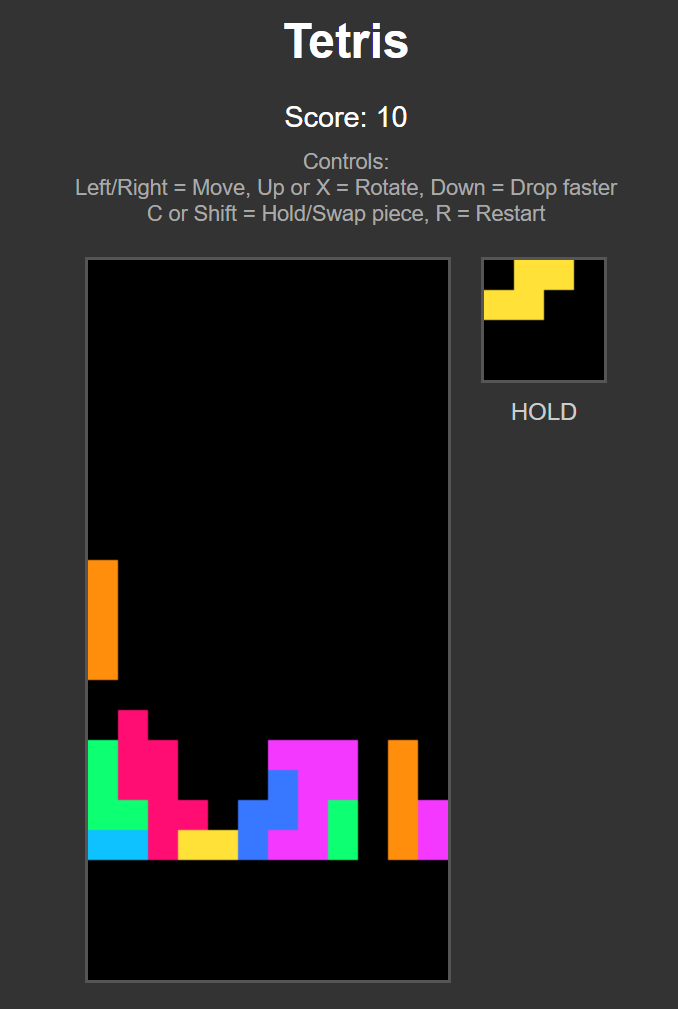 Tetris
Score: 10
Controls:
Left/Right = Move, Up or X = Rotate, Down = Drop faster
C or Shift = Hold/Swap piece, R = Restart
HOLD